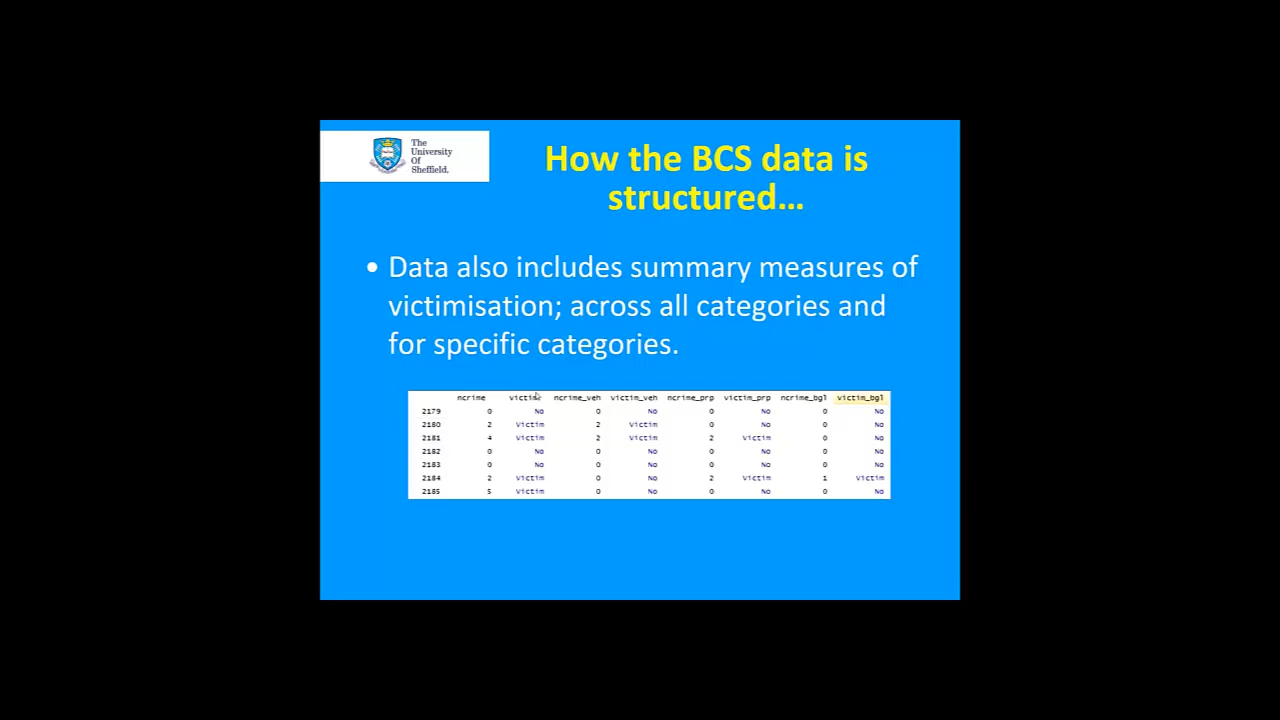 The
University
Of
Sheffield.
How the BCS data is
structured...
• Data also includes summary measures of
victimisation; across all categories and
for specific categories.
ncrime victim ncrime_veh victim_veh ncrime_prp victim_prp ncrime_bgl victim_bgl
2179 0 No 0 No 0 No 0 No
2180 2 Victim 2 Victim 0 No 0 No
2181 4 Victim 2 Victim 2 Victim 0 No
2182 0 No 0 No 0 No 0 No
2183 0 No 0 No 0 No 0 No
2184 2 Victim 0 No 2 Victim 1 Victim
2185 5 Victim 0 No 0 No 0 No